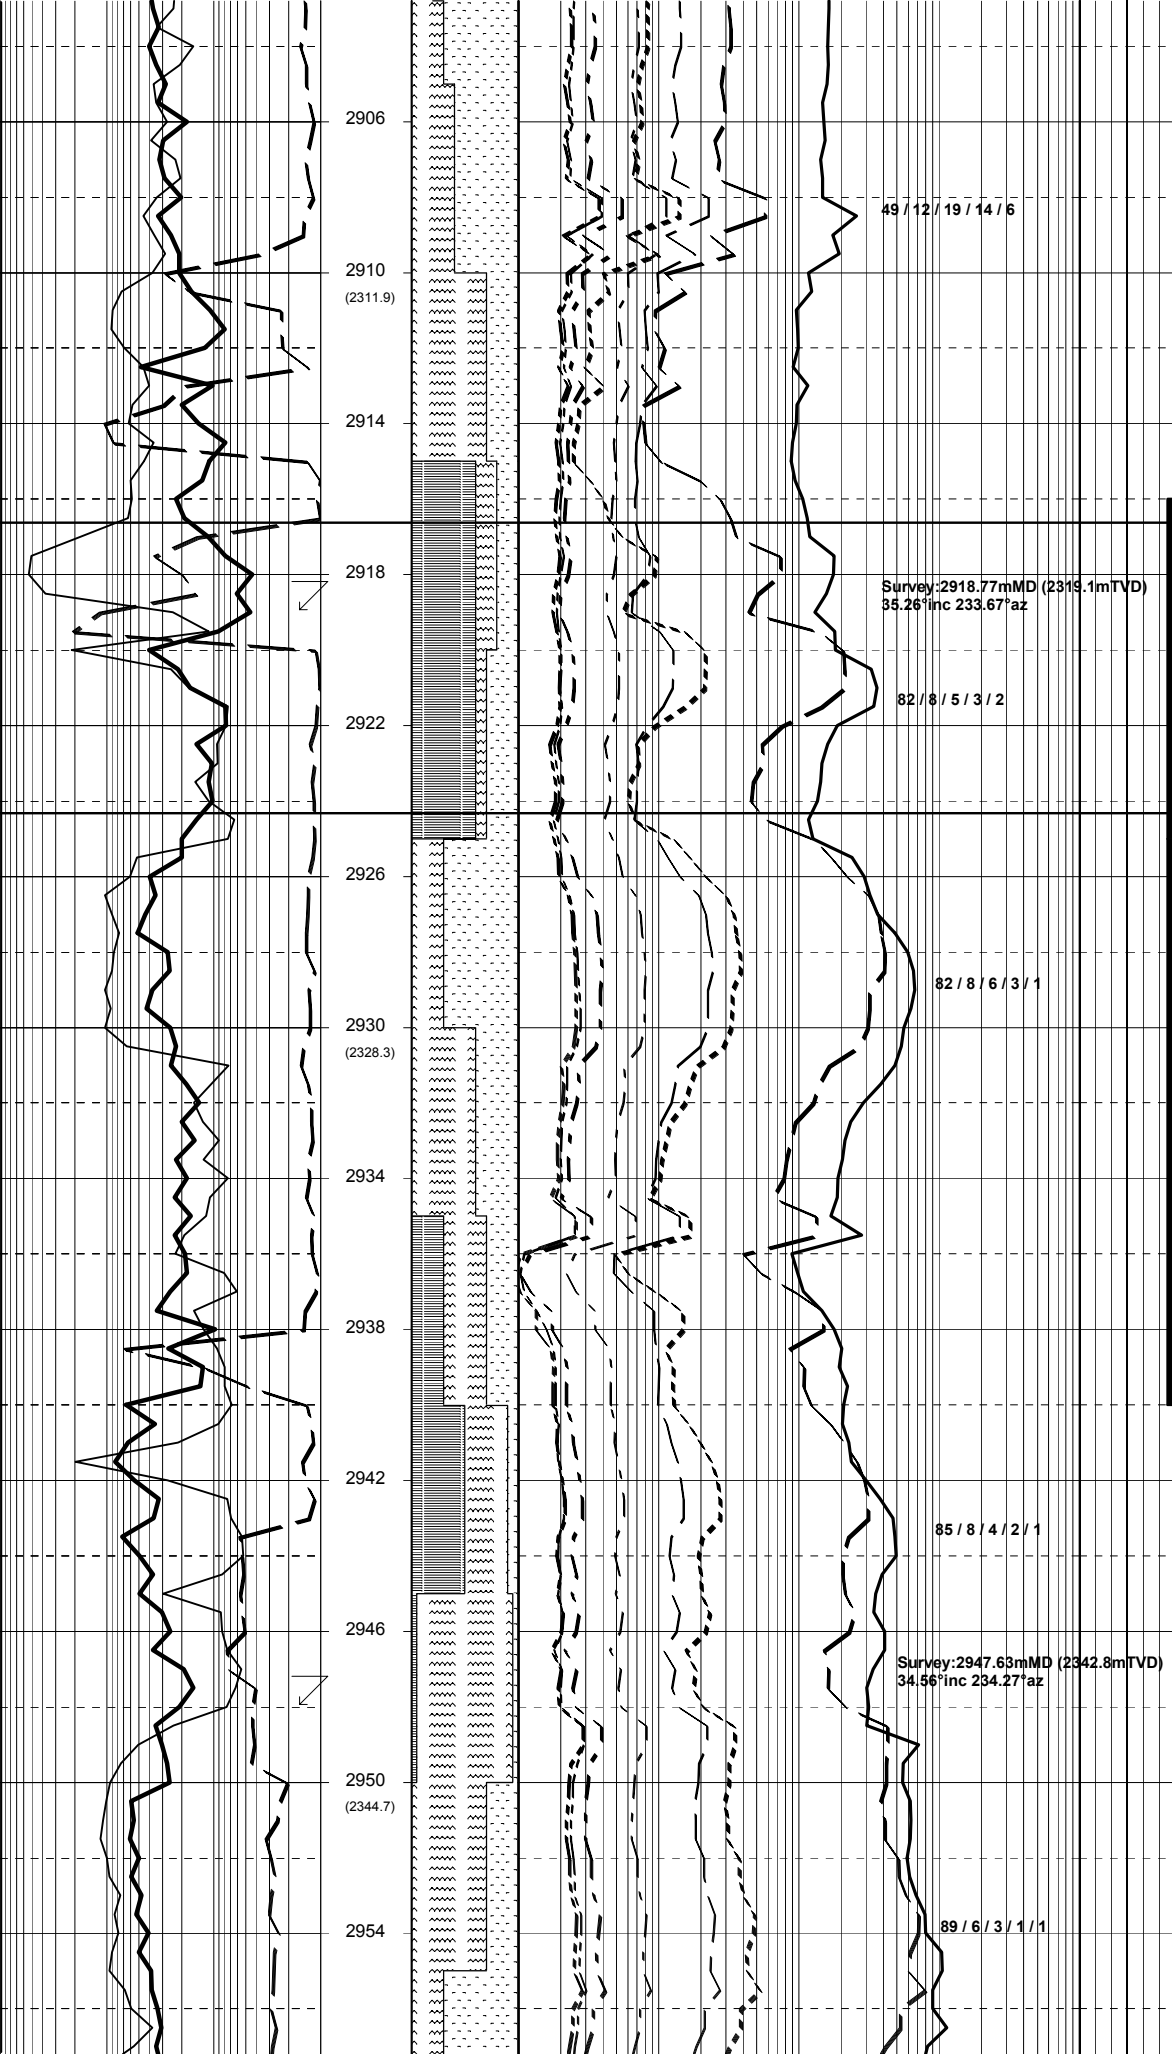 2906
49 / 12 / 19 / 14 / 6
2910
(2311.9)
2914
2918
Survey:2918.77mMD (2319.1mTVD)
35.26°inc 233.67°az
82 / 8 / 5 / 3 / 2
2922
2926
82 / 8 / 6 / 3 / 1
2930
(2328.3)
2934
2938
2942
85 / 8 / 4 / 2 / 1
2946
Survey:2947.63mMD (2342.8mTVD)
34.56°inc 234.27°az
2950
(2344.7)
89 / 6 / 3 / 1 / 1
2954